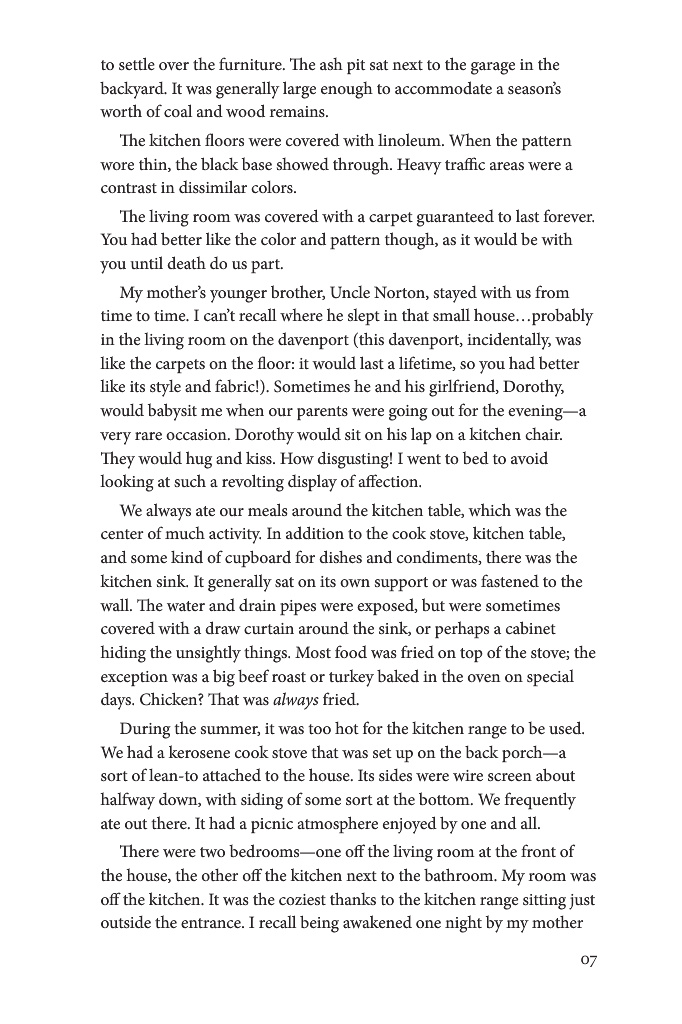 to settle over the furniture. The ash pit sat next to the garage in the
backyard. It was generally large enough to accommodate a season’s
worth of coal and wood remains.
The kitchen floors were covered with linoleum. When the pattern
wore thin, the black base showed through. Heavy traffic areas were a
contrast in dissimilar colors.
The living room was covered with a carpet guaranteed to last forever.
You had better like the color and pattern though, as it would be with
you until death do us part.
My mother’s younger brother, Uncle Norton, stayed with us from
time to time. I can’t recall where he slept in that small house…probably
in the living room on the davenport (this davenport, incidentally, was
like the carpets on the floor: it would last a lifetime, so you had better
like its style and fabric!). Sometimes he and his girlfriend, Dorothy,
would babysit me when our parents were going out for the evening—a
very rare occasion. Dorothy would sit on his lap on a kitchen chair.
They would hug and kiss. How disgusting! I went to bed to avoid
looking at such a revolting display of affection.
We always ate our meals around the kitchen table, which was the
center of much activity. In addition to the cook stove, kitchen table,
and some kind of cupboard for dishes and condiments, there was the
kitchen sink. It generally sat on its own support or was fastened to the
wall. The water and drain pipes were exposed, but were sometimes
covered with a draw curtain around the sink, or perhaps a cabinet
hiding the unsightly things. Most food was fried on top of the stove; the
exception was a big beef roast or turkey baked in the oven on special
days. Chicken? That was always fried.
During the summer, it was too hot for the kitchen range to be used.
We had a kerosene cook stove that was set up on the back porch—a
sort of lean-to attached to the house. Its sides were wire screen about
halfway down, with siding of some sort at the bottom. We frequently
ate out there. It had a picnic atmosphere enjoyed by one and all.
There were two bedrooms—one off the living room at the front of
the house, the other off the kitchen next to the bathroom. My room was
off the kitchen. It was the coziest thanks to the kitchen range sitting just
outside the entrance. I recall being awakened one night by my mother
07